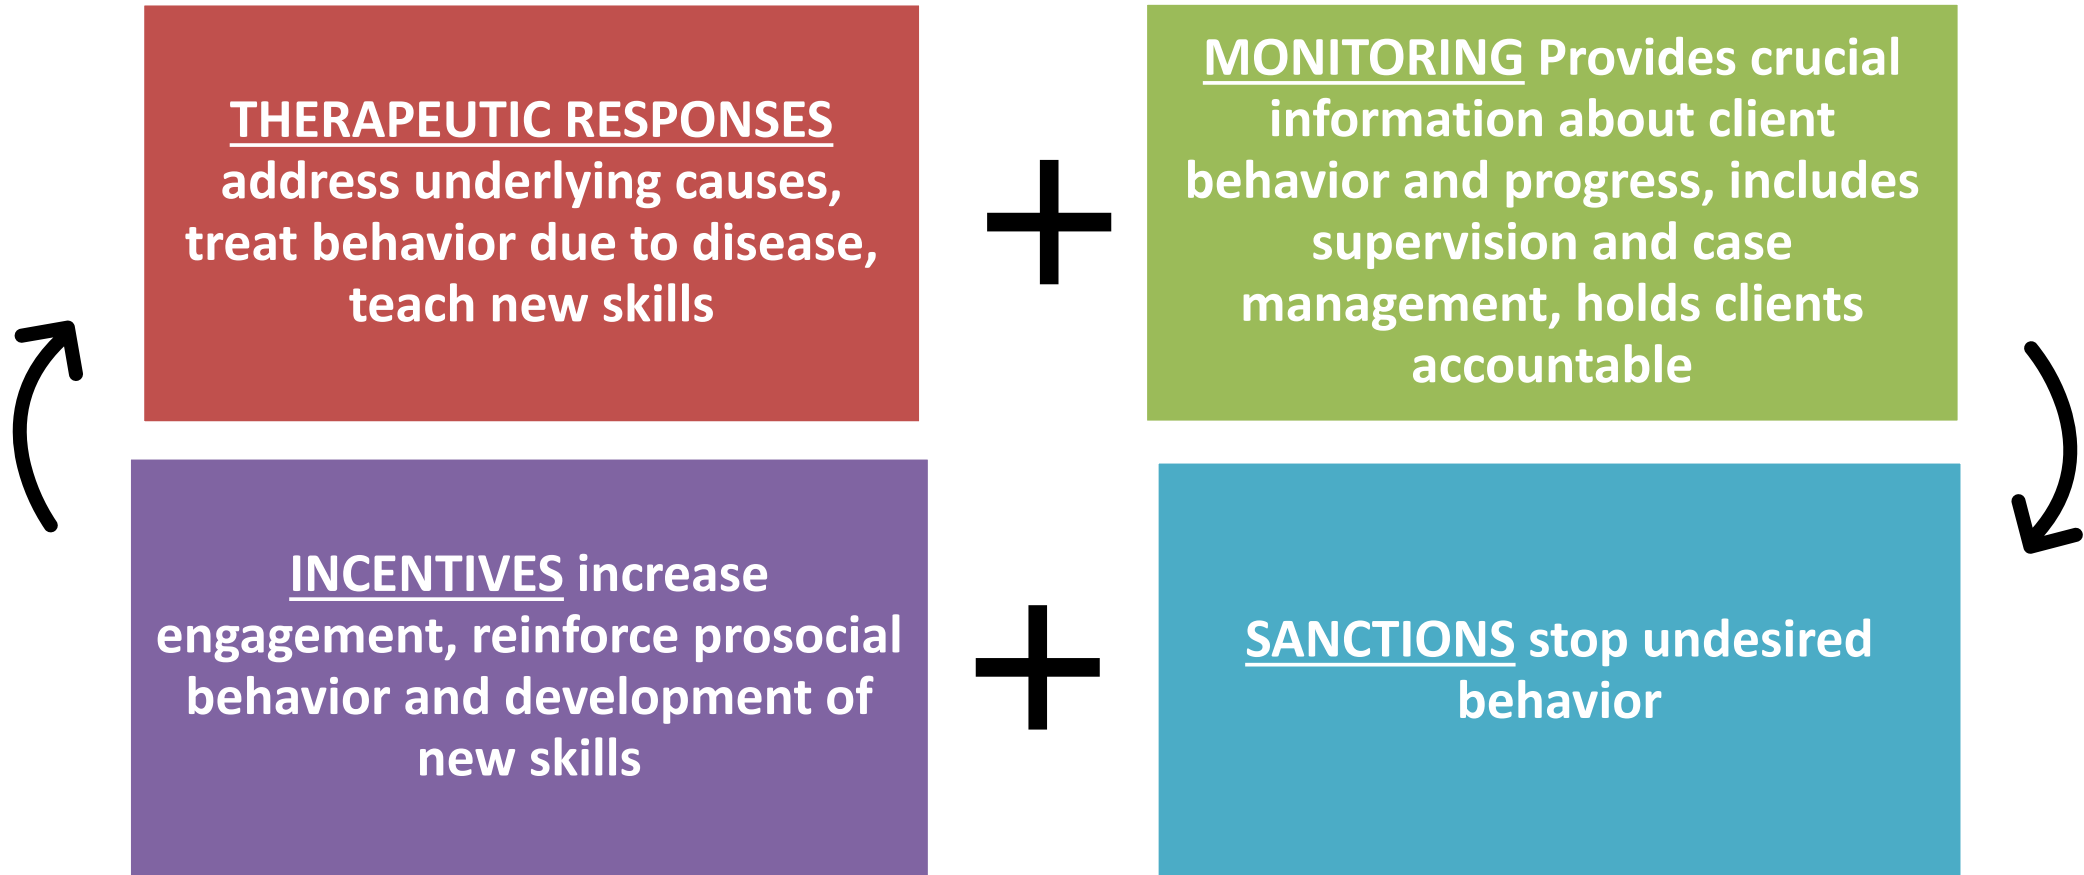 THERAPEUTIC RESPONSES
address underlying causes,
treat behavior due to disease,
teach new skills
MONITORING Provides crucial
information about client
behavior and progress, includes
supervision and case
management, holds clients
accountable
INCENTIVES increase
engagement, reinforce prosocial
behavior and development of
new skills
SANCTIONS stop undesired
behavior